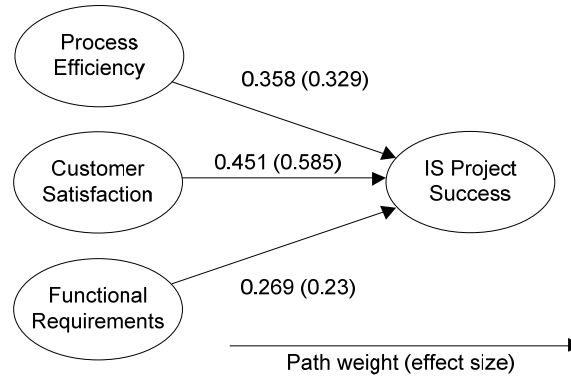 Process
Efficiency
0.358 (0.329)
Customer
Satisfaction
0.451 (0.585)
IS Project
Success
Functional
Requirements
0.269 (0.23)
Path weight (effect size)